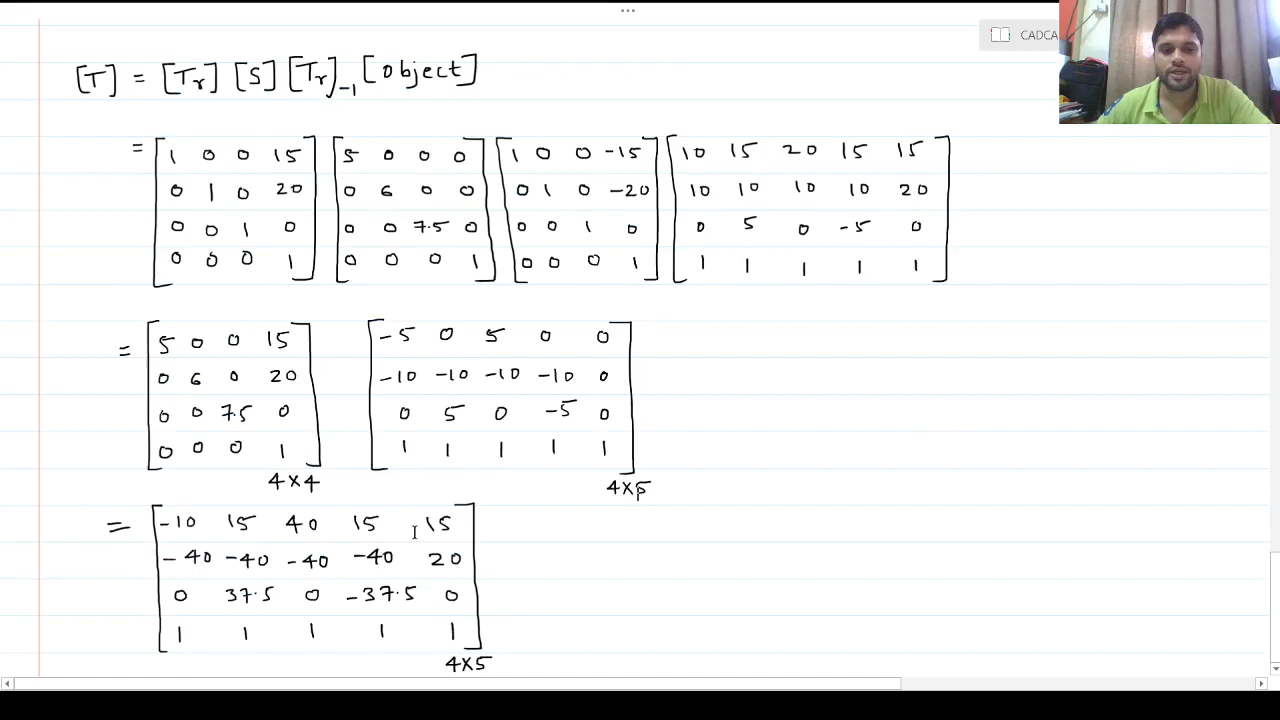 CADCA
[T] = [Tr] [S] [Tr]-1 [object]
= [1 0 0 15] [5 0 0 0] [1 0 0 -15] [10 15 20 15 15]
[0 1 0 20] [0 6 0 0] [0 1 0 -20] [10 10 10 10 20]
[0 0 1 0] [0 0 7.5 0] [0 0 1 0] [0 5 0 -5 0]
[0 0 0 1] [0 0 0 1] [0 0 0 1] [1 1 1 1 1]
= [5 0 0 15] [-5 0 5 0 0]
[0 6 0 20] [-10 -10 -10 -10 0]
[0 0 7.5 0] [0 5 0 -5 0]
[0 0 0 1] [1 1 1 1 1]
4×4 4×5
= [-10 15 40 15 15]
[-40 -40 -40 -40 20]
[0 37.5 0 -37.5 0]
[1 1 1 1 1]
4×5